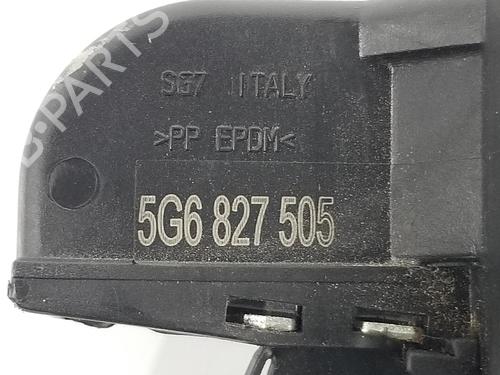 SG7 ITALY
>PP EPDM<
5G6 827 505
B-PARTS